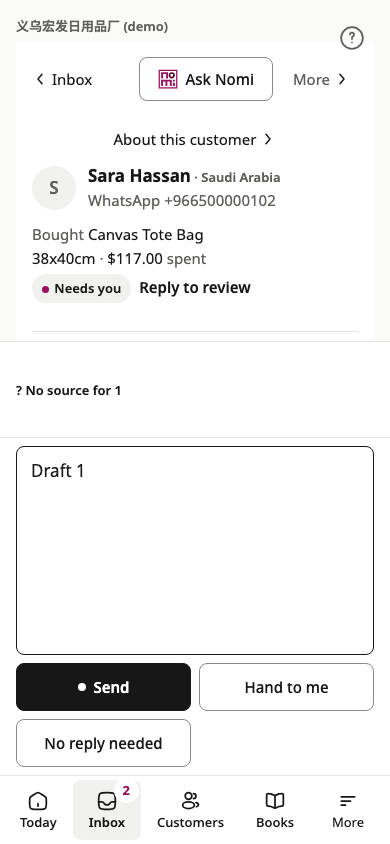 义乌宏发日用品厂 (demo)
?
Inbox
nomi Ask Nomi
More
About this customer
S
Sara Hassan · Saudi Arabia
WhatsApp +966500000102
Bought Canvas Tote Bag
38x40cm · $117.00 spent
Needs you Reply to review
? No source for 1
Draft 1
Send
Hand to me
No reply needed
2
Today
Inbox
Customers
Books
More